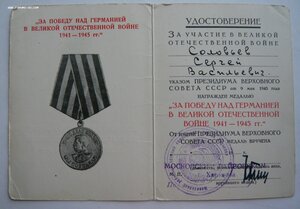 „ЗА ПОБЕДУ НАД ГЕРМАНИЕЙ
В ВЕЛИКОЙ ОТЕЧЕСТВЕННОЙ ВОЙНЕ
1941—1945 гг."
УДОСТОВЕРЕНИЕ
ЗА УЧАСТИЕ В ВЕЛИКОЙ
ОТЕЧЕСТВЕННОЙ ВОЙНЕ
Соловьев
Сергей
Васильевич
УКАЗОМ ПРЕЗИДИУМА ВЕРХОВНОГО
СОВЕТА СССР от 9 мая 1945 года
НАГРАЖДЕН МЕДАЛЬЮ
„ЗА ПОБЕДУ НАД ГЕРМАНИЕЙ
В ВЕЛИКОЙ ОТЕЧЕСТВЕННОЙ
ВОЙНЕ 1941—1945 гг."
От имени ПРЕЗИДИУМА ВЕРХОВНОГО
СОВЕТА СССР МЕДАЛЬ ВРУЧЕНА
М. П.